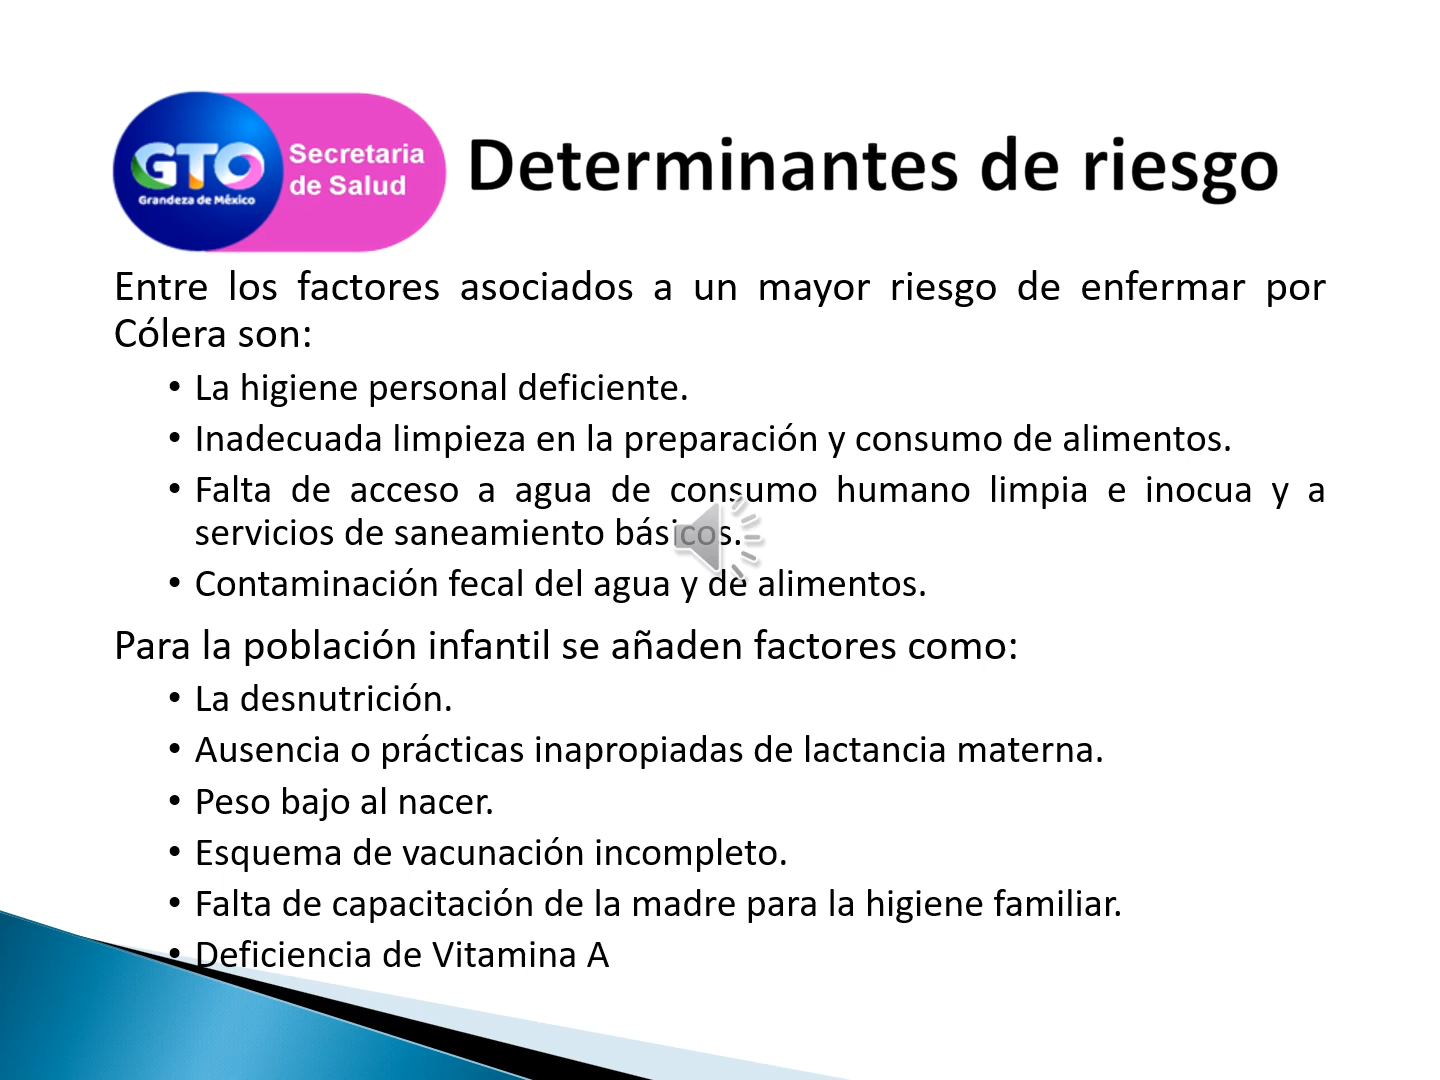 GTO
Grandeza de México
Secretaria
de Salud
Determinantes de riesgo
Entre los factores asociados a un mayor riesgo de enfermar por
Cólera son:
• La higiene personal deficiente.
• Inadecuada limpieza en la preparación y consumo de alimentos.
• Falta de acceso a agua de consumo humano limpia e inocua y a
servicios de saneamiento básicos.
• Contaminación fecal del agua y de alimentos.
Para la población infantil se añaden factores como:
• La desnutrición.
• Ausencia o prácticas inapropiadas de lactancia materna.
• Peso bajo al nacer.
• Esquema de vacunación incompleto.
• Falta de capacitación de la madre para la higiene familiar.
• Deficiencia de Vitamina A